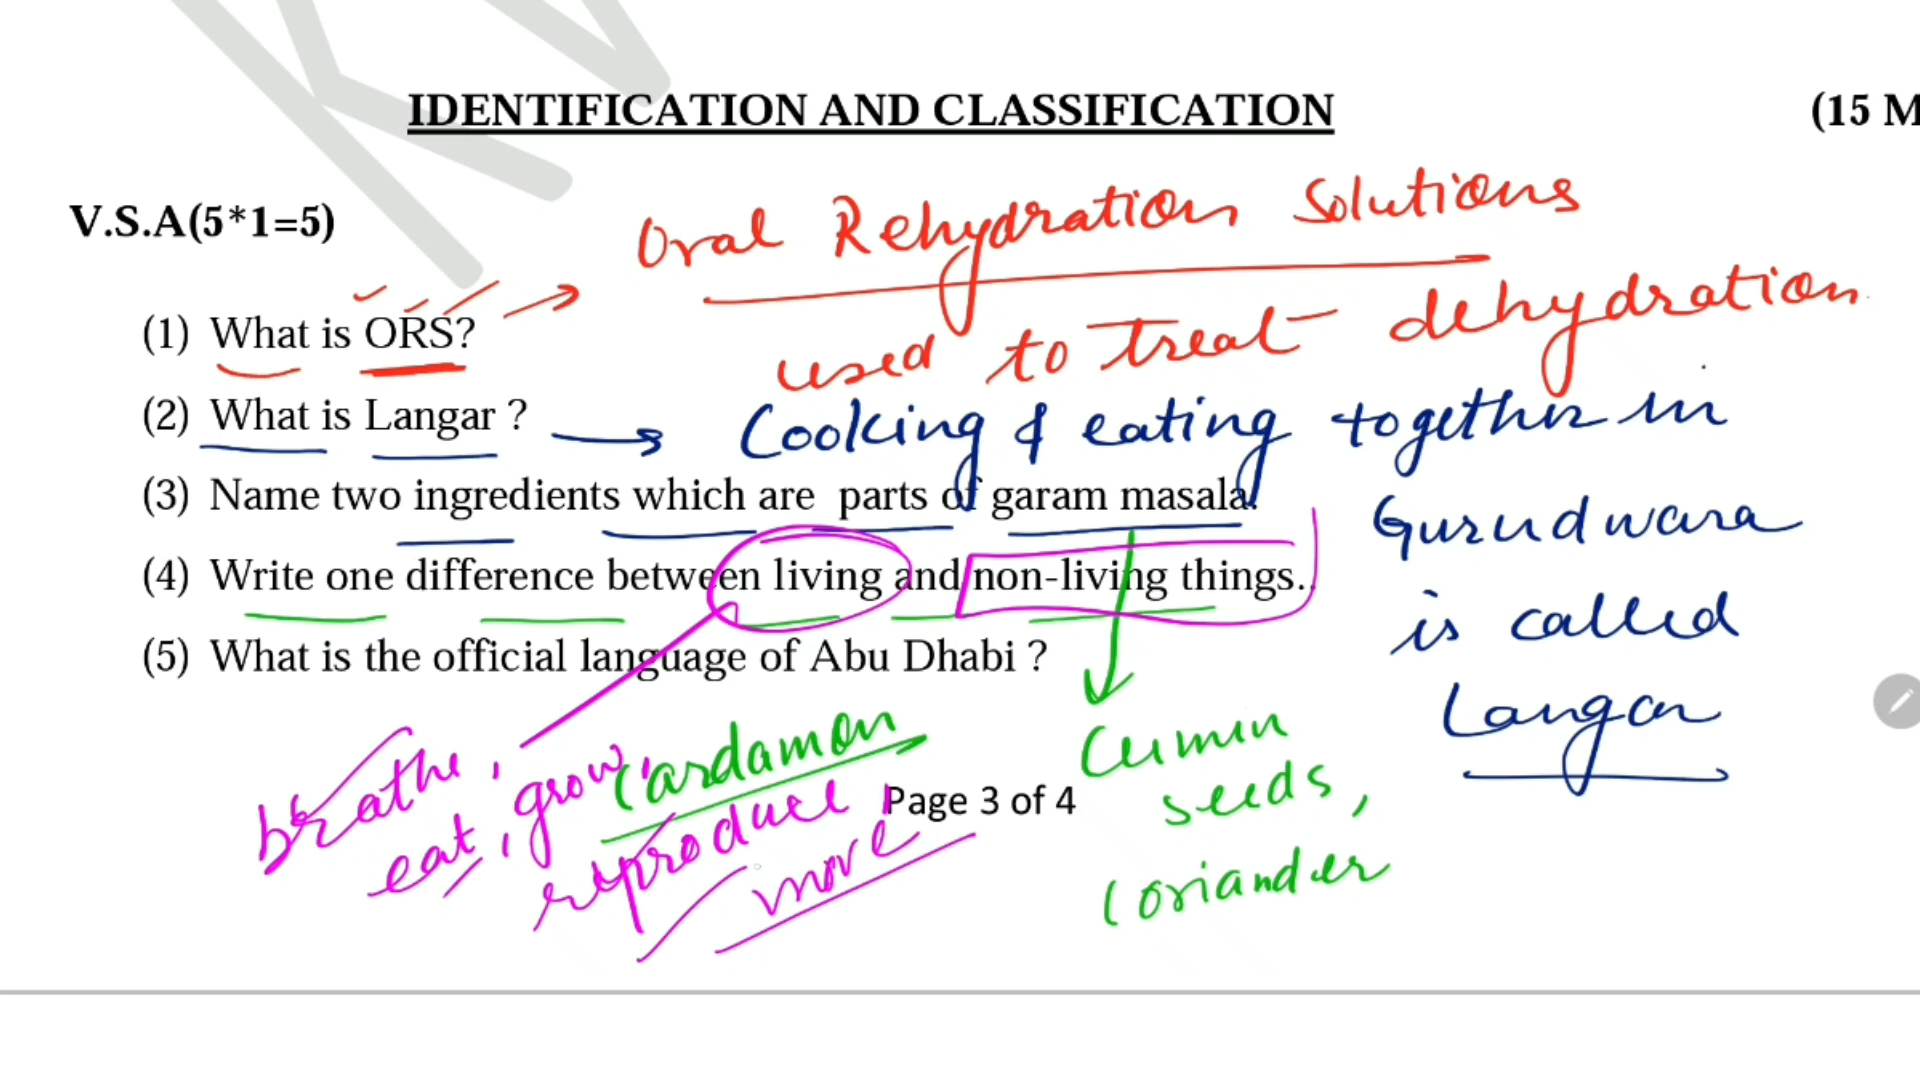 KV
IDENTIFICATION AND CLASSIFICATION
(15 M
V.S.A(5*1=5)
Oral Rehydration Solutions
used to treat dehydration
(1) What is ORS?
(2) What is Langar ?
Cooking & eating together in
Gurudwara
is called
Langar
(3) Name two ingredients which are parts of garam masala.
(4) Write one difference between living and non-living things..
(5) What is the official language of Abu Dhabi ?
Cardamon
Cumin
seeds,
Coriander
breathe,
eat, grow,
reproduce,
move
Page 3 of 4